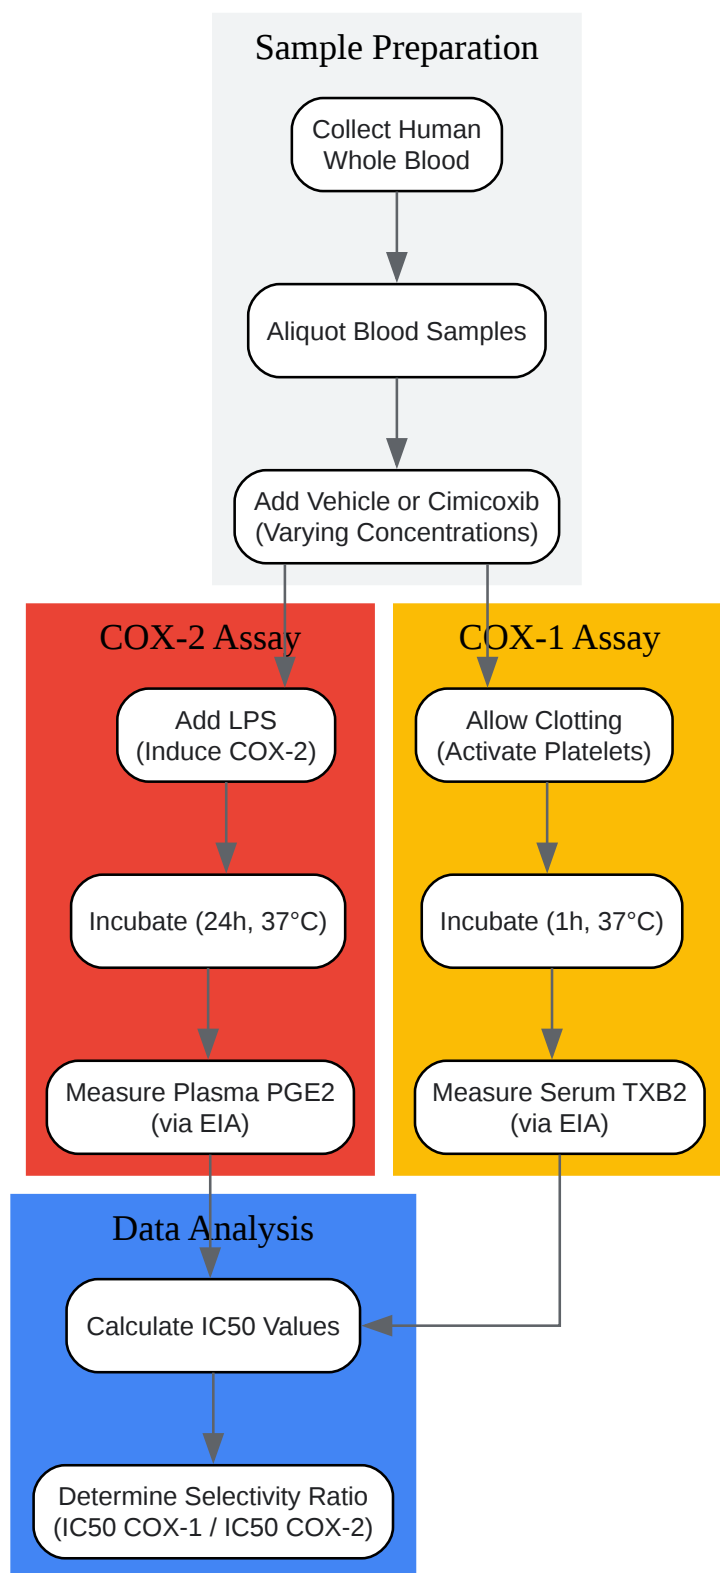 Sample Preparation
Collect Human
Whole Blood
Aliquot Blood Samples
Add Vehicle or Cimicoxib
(Varying Concentrations)
COX-2 Assay
Add LPS
(Induce COX-2)
Incubate (24h, 37°C)
Measure Plasma PGE2
(via EIA)
COX-1 Assay
Allow Clotting
(Activate Platelets)
Incubate (1h, 37°C)
Measure Serum TXB2
(via EIA)
Data Analysis
Calculate IC50 Values
Determine Selectivity Ratio
(IC50 COX-1 / IC50 COX-2)